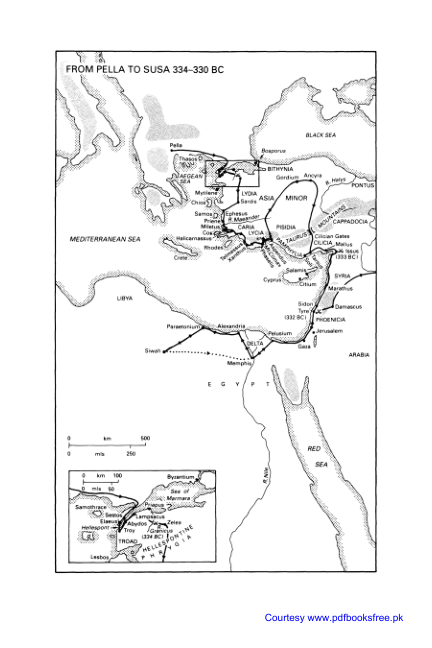 FROM PELLA TO SUSA 334–330 BC
BLACK SEA
Pella
Bosporus
Thasos
AEGEAN
SEA
BITHYNIA
Gordium
Ancyra
R. Halys
PONTUS
Mytilene
LYDIA
ASIA
MINOR
Chios
Sardis
CAPPADOCIA
Samos
Ephesus
R. Maeander
Priene
Miletus
CARIA
PISIDIA
TAURUS
MOUNTAINS
Cos
LYCIA
Cilician Gates
MEDITERRANEAN SEA
Halicarnassus
CILICIA
Mallus
Issus
(333 BC)
Rhodes
Xanthus
Crete
Salamis
SYRIA
Cyprus
Citium
Marathus
LIBYA
Sidon
Damascus
Tyre
(332 BC)
PHOENICIA
Paraetonium
Alexandria
Pelusium
Jerusalem
DELTA
Gaza
Siwah
ARABIA
Memphis
E G Y P T
0 km 500
0 mls 250
RED
SEA
R. Nile
0 km 100
0 mls 50
Byzantium
Sea of
Marmara
Samothrace
Priapus
Sestos
Lampsacus
Elaeus
Abydos
Zelea
Hellespont
Troy
Granicus
(334 BC)
TROAD
HELLESPONTINE
PHRYGIA
Lesbos
Courtesy www.pdfbooksfree.pk